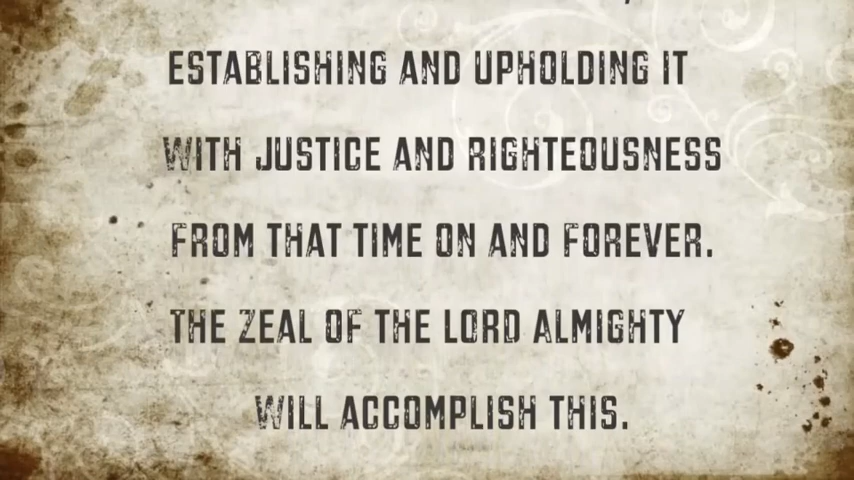 ESTABLISHING AND UPHOLDING IT
WITH JUSTICE AND RIGHTEOUSNESS
FROM THAT TIME ON AND FOREVER.
THE ZEAL OF THE LORD ALMIGHTY
WILL ACCOMPLISH THIS.